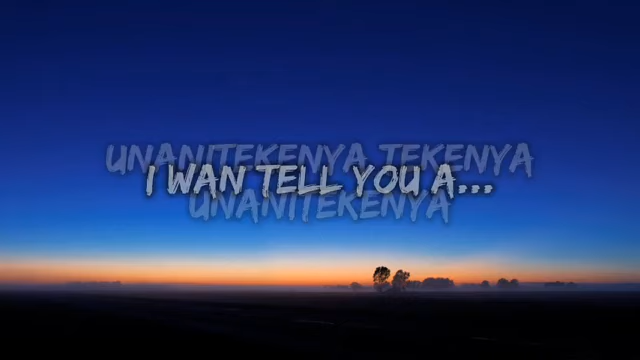 UNANITEKENYA TEKENYA
I WAN TELL YOU A...
UNANITEKENYA